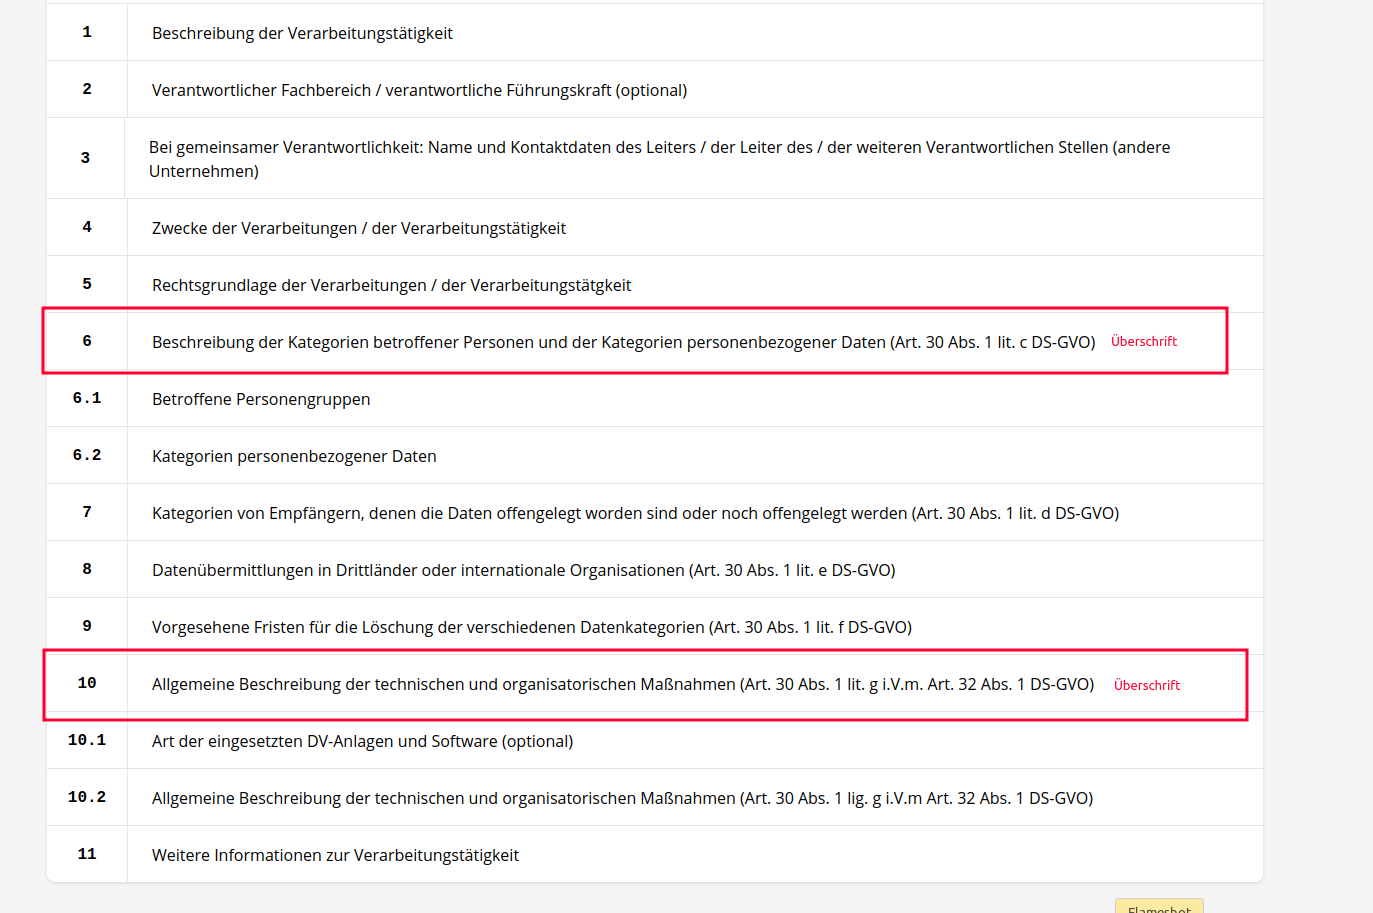 1
Beschreibung der Verarbeitungstätigkeit
2
Verantwortlicher Fachbereich / verantwortliche Führungskraft (optional)
3
Bei gemeinsamer Verantwortlichkeit: Name und Kontaktdaten des Leiters / der Leiter des / der weiteren Verantwortlichen Stellen (andere
Unternehmen)
4
Zwecke der Verarbeitungen / der Verarbeitungstätigkeit
5
Rechtsgrundlage der Verarbeitungen / der Verarbeitungstätgkeit
6
Beschreibung der Kategorien betroffener Personen und der Kategorien personenbezogener Daten (Art. 30 Abs. 1 lit. c DS-GVO) Überschrift
6.1
Betroffene Personengruppen
6.2
Kategorien personenbezogener Daten
7
Kategorien von Empfängern, denen die Daten offengelegt worden sind oder noch offengelegt werden (Art. 30 Abs. 1 lit. d DS-GVO)
8
Datenübermittlungen in Drittländer oder internationale Organisationen (Art. 30 Abs. 1 lit. e DS-GVO)
9
Vorgesehene Fristen für die Löschung der verschiedenen Datenkategorien (Art. 30 Abs. 1 lit. f DS-GVO)
10
Allgemeine Beschreibung der technischen und organisatorischen Maßnahmen (Art. 30 Abs. 1 lit. g i.V.m. Art. 32 Abs. 1 DS-GVO) Überschrift
10.1
Art der eingesetzten DV-Anlagen und Software (optional)
10.2
Allgemeine Beschreibung der technischen und organisatorischen Maßnahmen (Art. 30 Abs. 1 lig. g i.V.m Art. 32 Abs. 1 DS-GVO)
11
Weitere Informationen zur Verarbeitungstätigkeit
Flameshot